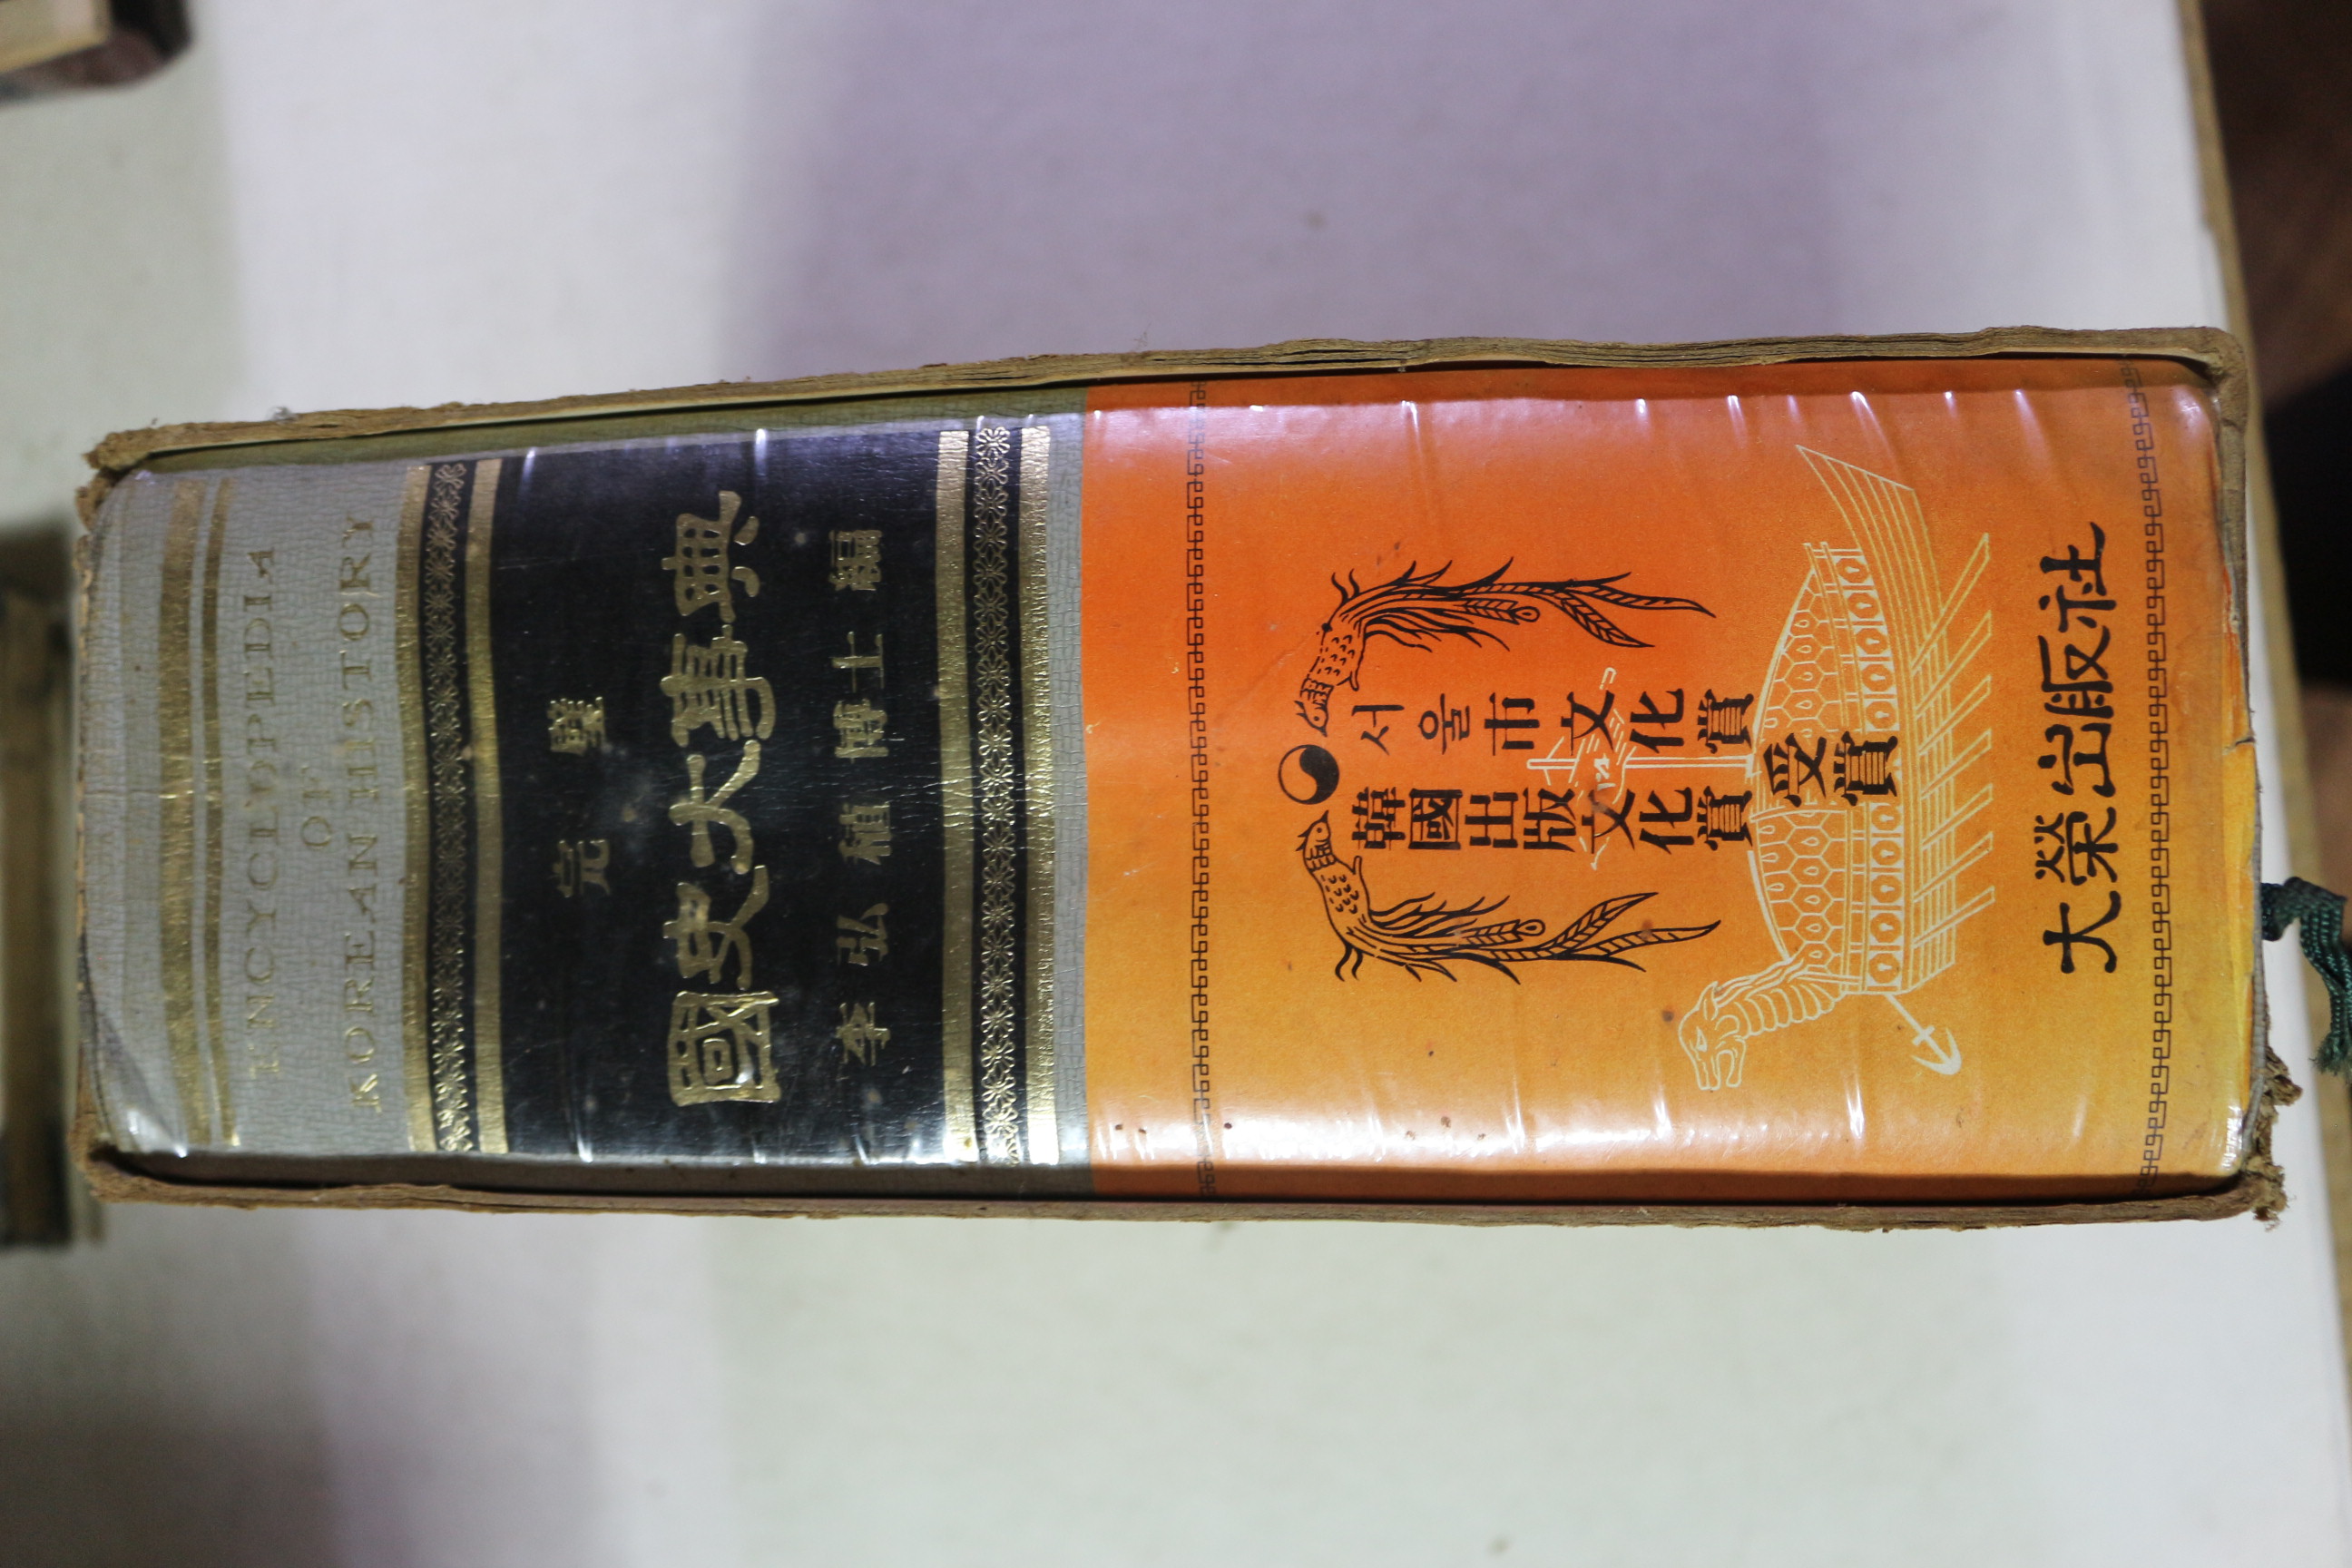 ENCYCLOPEDIA
OF
KOREAN HISTORY
完 璧
國史大事典
李弘稙博士編
서울市文化賞
韓國出版文化賞
受賞
大榮出版社